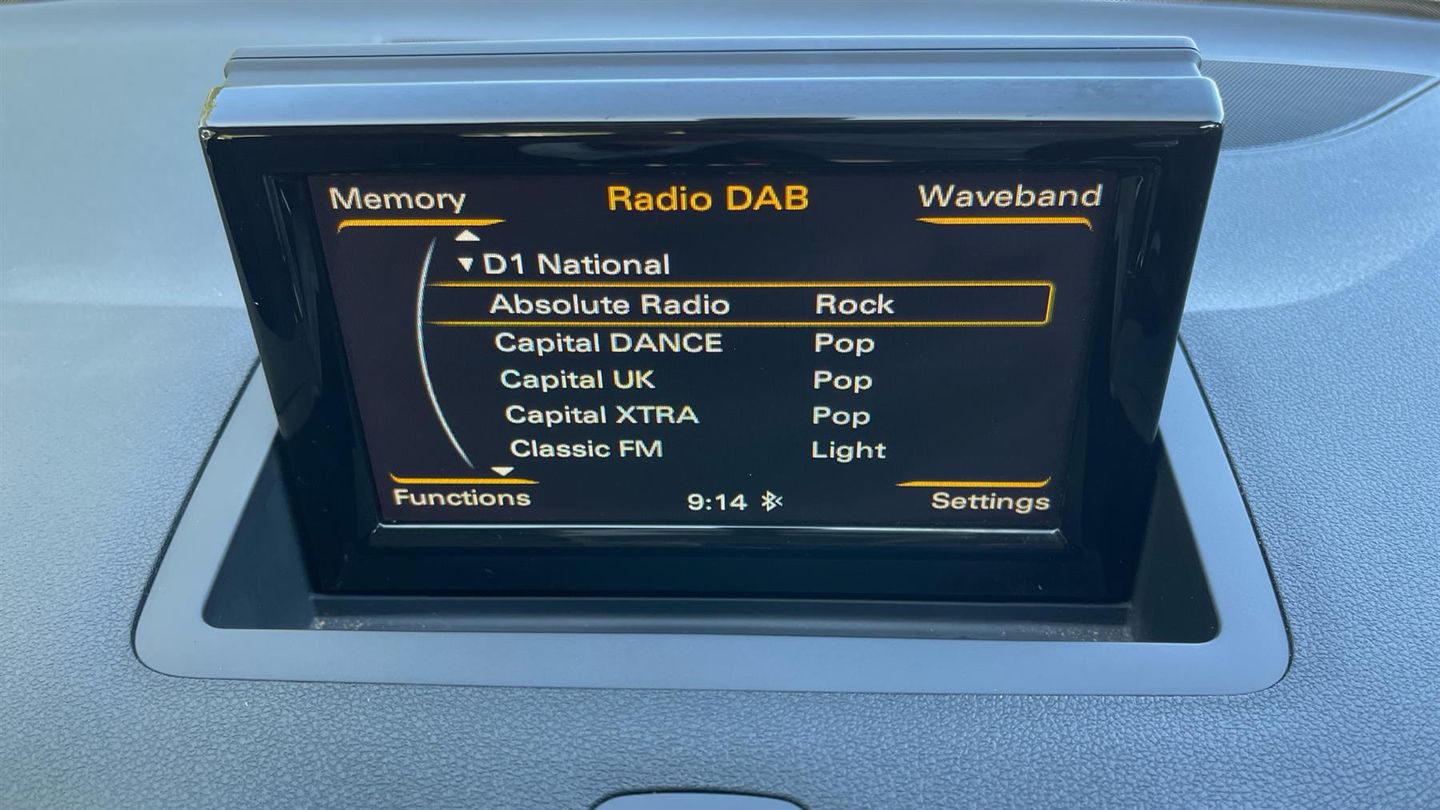 Memory Radio DAB Waveband
D1 National
Absolute Radio Rock
Capital DANCE Pop
Capital UK Pop
Capital XTRA Pop
Classic FM Light
Functions 9:14 Settings